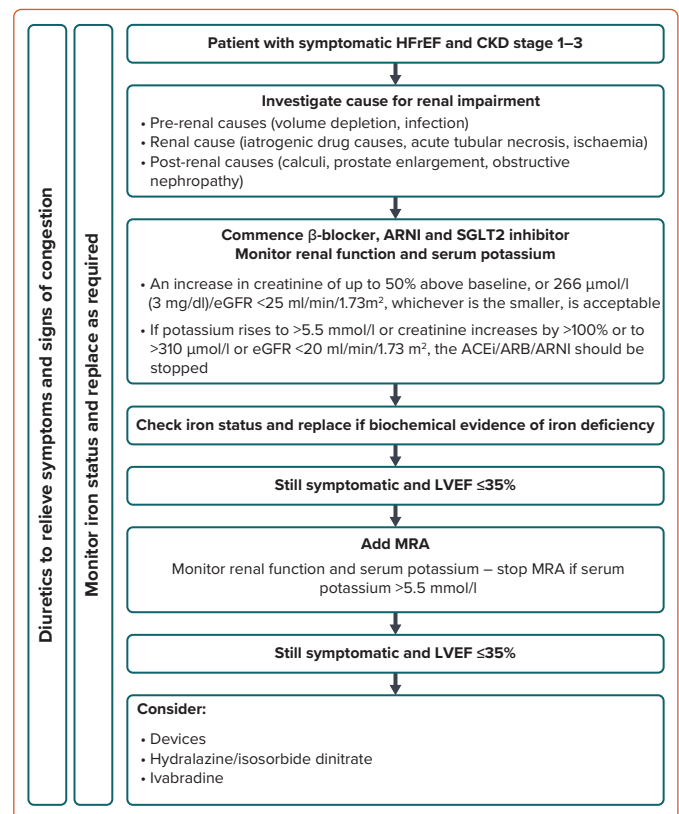 Diuretics to relieve symptoms and signs of congestion
Monitor iron status and replace as required
Patient with symptomatic HFrEF and CKD stage 1–3
Investigate cause for renal impairment
• Pre-renal causes (volume depletion, infection)
• Renal cause (iatrogenic drug causes, acute tubular necrosis, ischaemia)
• Post-renal causes (calculi, prostate enlargement, obstructive
nephropathy)
Commence β-blocker, ARNI and SGLT2 inhibitor
Monitor renal function and serum potassium
• An increase in creatinine of up to 50% above baseline, or 266 μmol/l
(3 mg/dl)/eGFR <25 ml/min/1.73m², whichever is the smaller, is acceptable
• If potassium rises to >5.5 mmol/l or creatinine increases by >100% or to
>310 μmol/l or eGFR <20 ml/min/1.73 m², the ACEi/ARB/ARNI should be
stopped
Check iron status and replace if biochemical evidence of iron deficiency
Still symptomatic and LVEF ≤35%
Add MRA
Monitor renal function and serum potassium – stop MRA if serum
potassium >5.5 mmol/l
Still symptomatic and LVEF ≤35%
Consider:
• Devices
• Hydralazine/isosorbide dinitrate
• Ivabradine